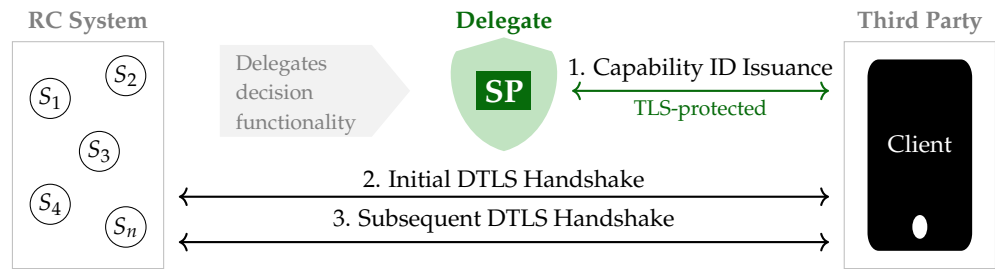 RC System
Delegate
Third Party
S1
S2
S3
S4
Sn
Delegates
decision
functionality
SP
1. Capability ID Issuance
TLS-protected
Client
2. Initial DTLS Handshake
3. Subsequent DTLS Handshake